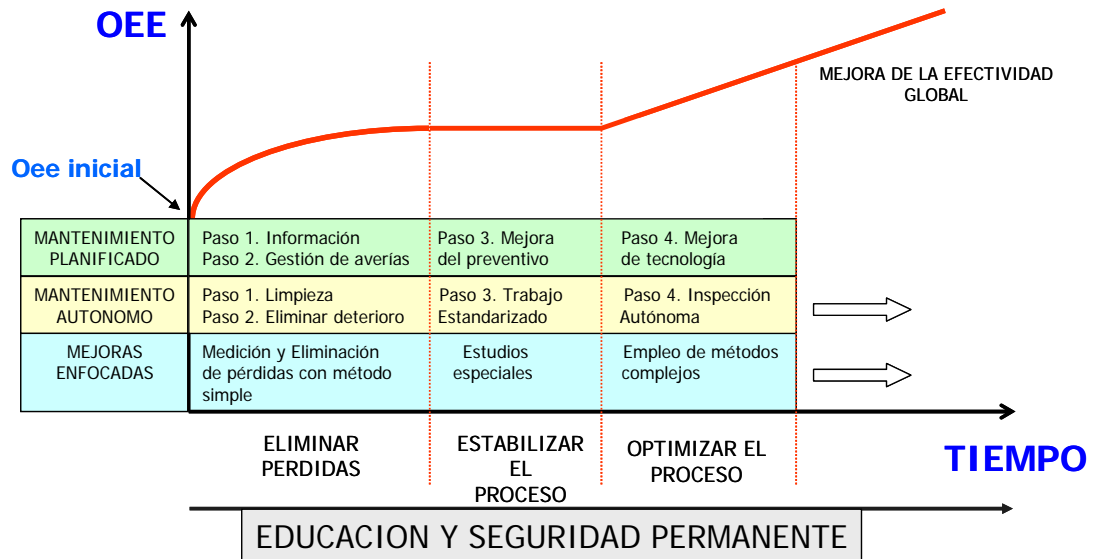 OEE
MEJORA DE LA EFECTIVIDAD
GLOBAL
Oee inicial
MANTENIMIENTO
PLANIFICADO
Paso 1. Información
Paso 2. Gestión de averías
Paso 3. Mejora
del preventivo
Paso 4. Mejora
de tecnología
MANTENIMIENTO
AUTONOMO
Paso 1. Limpieza
Paso 2. Eliminar deterioro
Paso 3. Trabajo
Estandarizado
Paso 4. Inspección
Autónoma
MEJORAS
ENFOCADAS
Medición y Eliminación
de pérdidas con método
simple
Estudios
especiales
Empleo de métodos
complejos
ELIMINAR
PERDIDAS
ESTABILIZAR
EL
PROCESO
OPTIMIZAR EL
PROCESO
TIEMPO
EDUCACION Y SEGURIDAD PERMANENTE